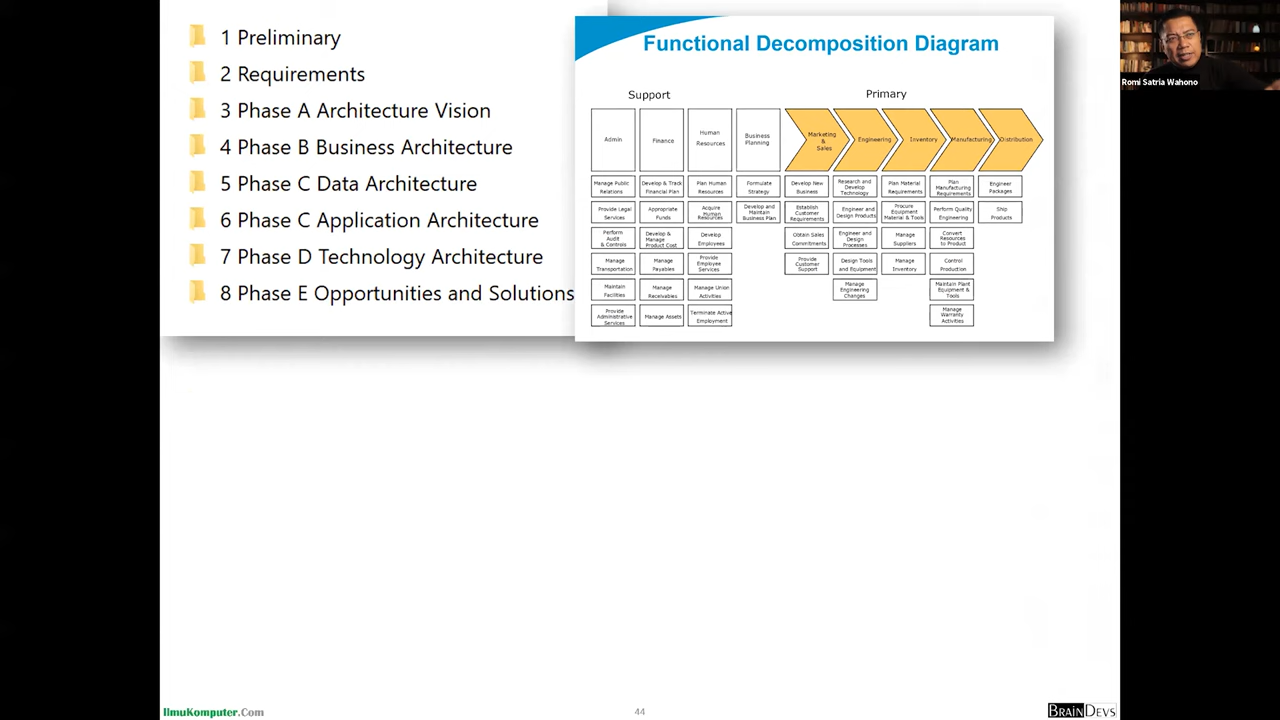 1 Preliminary
2 Requirements
3 Phase A Architecture Vision
4 Phase B Business Architecture
5 Phase C Data Architecture
6 Phase C Application Architecture
7 Phase D Technology Architecture
8 Phase E Opportunities and Solutions
Functional Decomposition Diagram
Support
Primary
Admin
Finance
Human
Resources
Business
Planning
Marketing
&
Sales
Engineering
Inventory
Manufacturing
Distribution
Manage Public
Relations
Provide Legal
Services
Perform
Audit
& Controls
Manage
Transportation
Maintain
Facilities
Provide
Administrative
Services
Develop & Track
Financial Plan
Appropriate
Funds
Develop &
Manage
Product Cost
Manage
Payables
Manage
Receivables
Manage Assets
Plan Human
Resources
Acquire
Human
Resources
Develop
Employees
Provide
Employee
Services
Manage Union
Activities
Terminate Active
Employment
Formulate
Strategy
Develop and
Maintain
Business Plan
Develop New
Business
Establish
Customer
Requirements
Obtain Sales
Commitments
Provide
Customer
Support
Research and
Develop
Technology
Engineer and
Design Products
Engineer and
Design
Processes
Design Tools
and Equipment
Manage
Engineering
Changes
Plan Material
Requirements
Procure
Equipment
Material & Tools
Manage
Suppliers
Manage
Inventory
Plan
Manufacturing
Requirements
Perform Quality
Engineering
Convert
Resources
to Product
Control
Production
Maintain Plant
Equipment &
Tools
Manage
Warranty
Activities
Engineer
Packages
Ship
Products
Romi Satria Wahono
IlmuKomputer.Com
44
BRAINDEVS